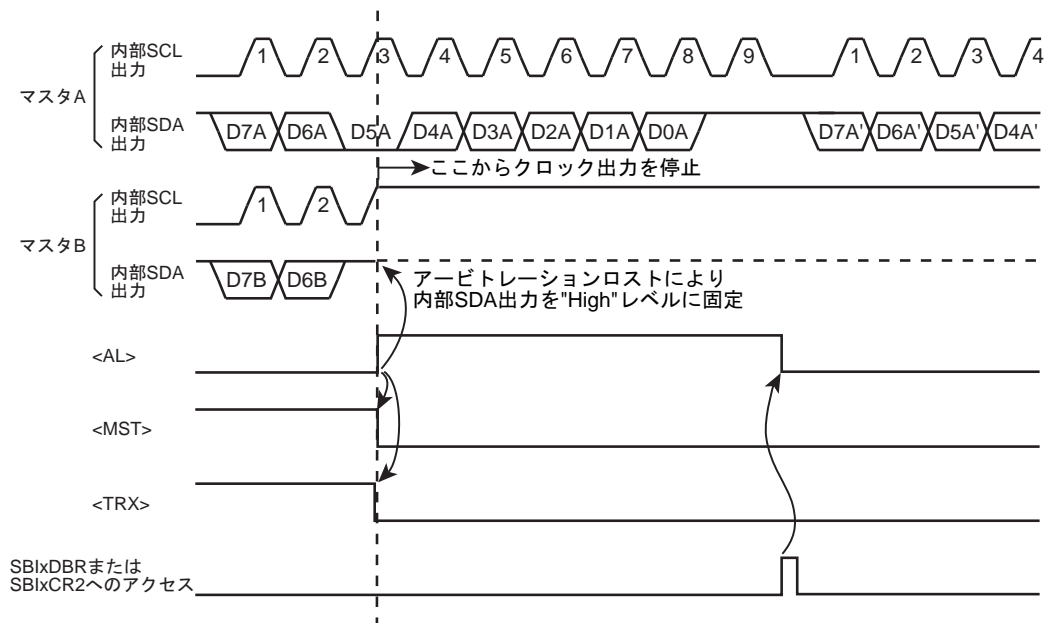 マスタA
内部SCL
出力
1 2 3 4 5 6 7 8 9 1 2 3 4
内部SDA
出力
D7A D6A D5A D4A D3A D2A D1A D0A D7A' D6A' D5A' D4A'
ここからクロック出力を停止
マスタB
内部SCL
出力
1 2
内部SDA
出力
D7B D6B
アービトレーションロストにより
内部SDA出力を"High"レベルに固定
<AL>
<MST>
<TRX>
SBIxDBRまたは
SBIxCR2へのアクセス